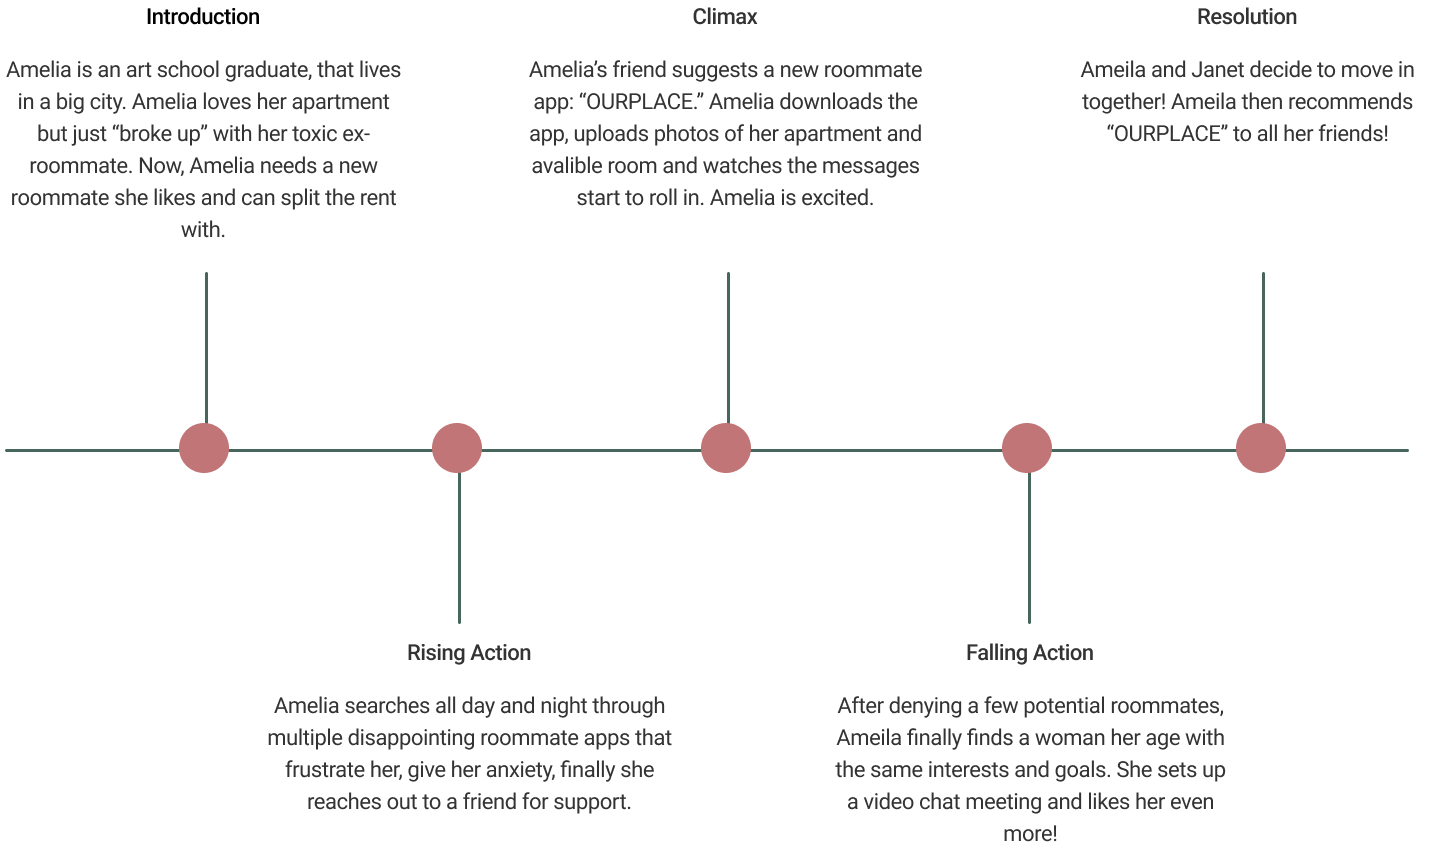 Introduction
Amelia is an art school graduate, that lives
in a big city. Amelia loves her apartment
but just “broke up” with her toxic ex-
roommate. Now, Amelia needs a new
roommate she likes and can split the rent
with.
Rising Action
Amelia searches all day and night through
multiple disappointing roommate apps that
frustrate her, give her anxiety, finally she
reaches out to a friend for support.
Climax
Amelia’s friend suggests a new roommate
app: “OURPLACE.” Amelia downloads the
app, uploads photos of her apartment and
avalible room and watches the messages
start to roll in. Amelia is excited.
Falling Action
After denying a few potential roommates,
Ameila finally finds a woman her age with
the same interests and goals. She sets up
a video chat meeting and likes her even
more!
Resolution
Ameila and Janet decide to move in
together! Ameila then recommends
“OURPLACE” to all her friends!